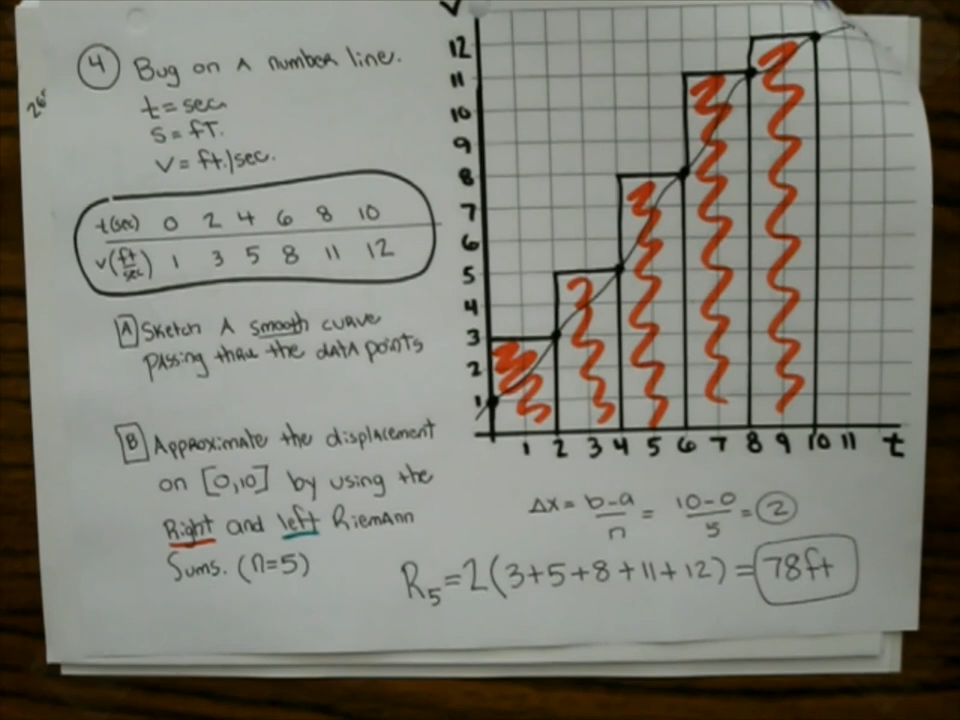 4 Bug on A number line.
t = sec.
s = fT.
v = ft./sec.
t(sec) 0 2 4 6 8 10
v(ft/sec) 1 3 5 8 11 12
A Sketch A smooth curve
passing thru the data points
B Approximate the displacement
on [0,10] by using the
Right and left Riemann
Sums. (n=5)
V
12
11
10
9
8
7
6
5
4
3
2
1
1 2 3 4 5 6 7 8 9 10 11 t
Δx = b-a/n = 10-0/5 = 2
R₅ = 2(3+5+8+11+12) = 78ft